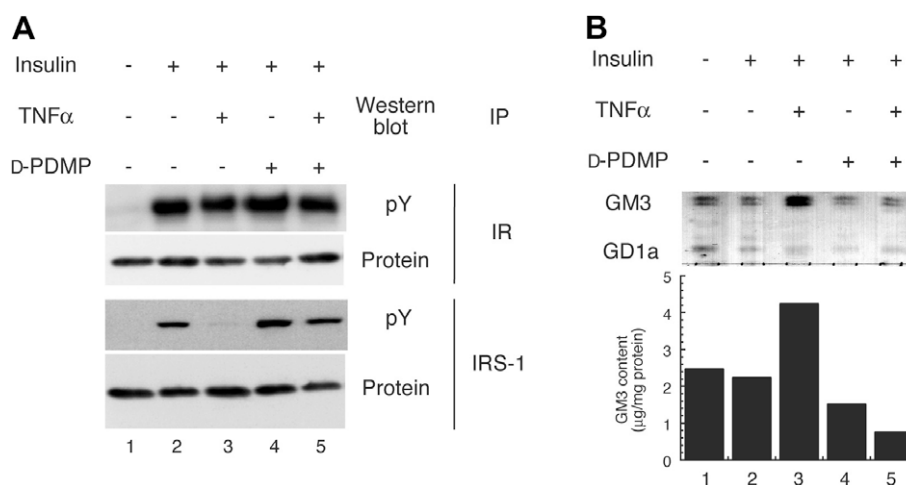 A
Insulin - + + + +
TNFα - - + - +
D-PDMP - - - + +
Western blot
IP
pY
Protein
IR
pY
Protein
IRS-1
1 2 3 4 5
B
Insulin - + + + +
TNFα - - + - +
D-PDMP - - - + +
GM3
GD1a
GM3 content
(μg/mg protein)
5
4
3
2
1
0
1 2 3 4 5